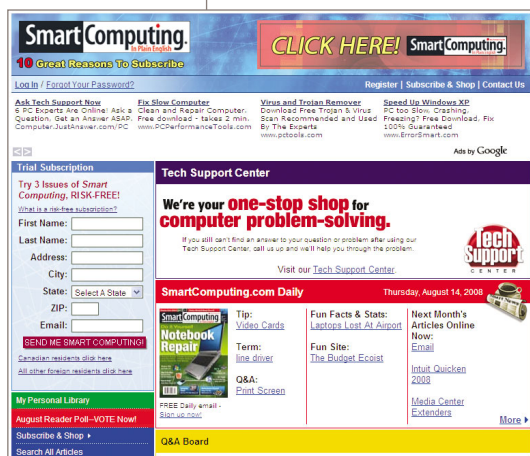 SmartComputing.
In Plain English
10 Great Reasons To Subscribe
CLICK HERE! SmartComputing.
Log In / Forgot Your Password?
Register | Subscribe & Shop | Contact Us
Ask Tech Support Now
6 PC Experts Are Online! Ask a
Question, Get an Answer ASAP.
Computer.JustAnswer.com/PC
Fix Slow Computer
Clean and Repair Computer.
Free download - takes 2 min.
www.PCPerformanceTools.com
Virus and Trojan Remover
Download Free Trojan & Virus
Scan Recommended and Used
By The Experts
www.pctools.com
Speed Up Windows XP
PC too Slow, Crashing,
Freezing? Free Download, Fix
100% Guaranteed
www.ErrorSmart.com
Ads by Google
Trial Subscription
Try 3 Issues of Smart
Computing, RISK-FREE!
What is a risk-free subscription?
First Name:
Last Name:
Address:
City:
State: Select A State
ZIP:
Email:
SEND ME SMART COMPUTING!
Canadian residents click here
All other foreign residents click here
My Personal Library
August Reader Poll--VOTE Now!
Subscribe & Shop
Search All Articles
Tech Support Center
We're your one-stop shop for
computer problem-solving.
If you still can't find an answer to your question or problem after using our
Tech Support Center, call us up and we'll help you through the problem.
Visit our Tech Support Center.
Tech
Support
CENTER
SmartComputing.com Daily
Thursday, August 14, 2008
SmartComputing
Notebook
Repair
FREE Daily email -
Sign up now!
Tip:
Video Cards
Term:
line driver
Q&A:
Print Screen
Fun Facts & Stats:
Laptops Lost At Airport
Fun Site:
The Budget Ecoist
Next Month's
Articles Online
Now:
Email
Intuit Quicken
2008
Media Center
Extenders
More
Q&A Board